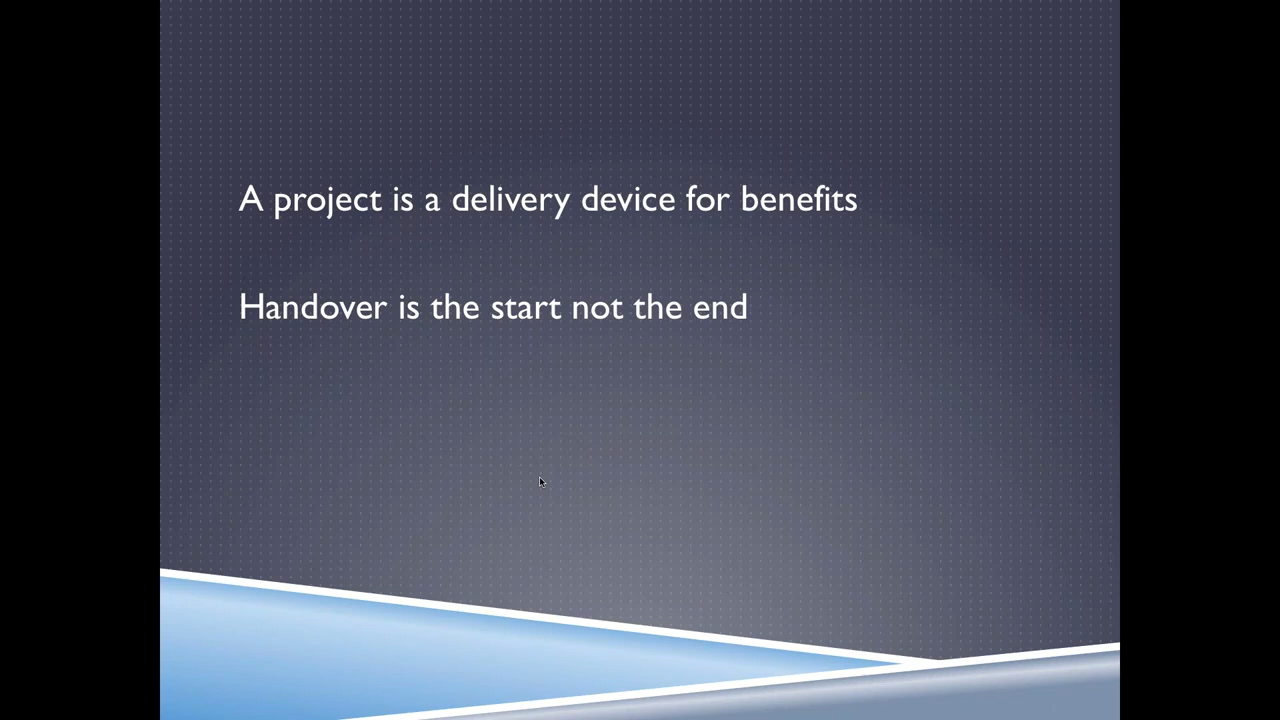 A project is a delivery device for benefits
Handover is the start not the end